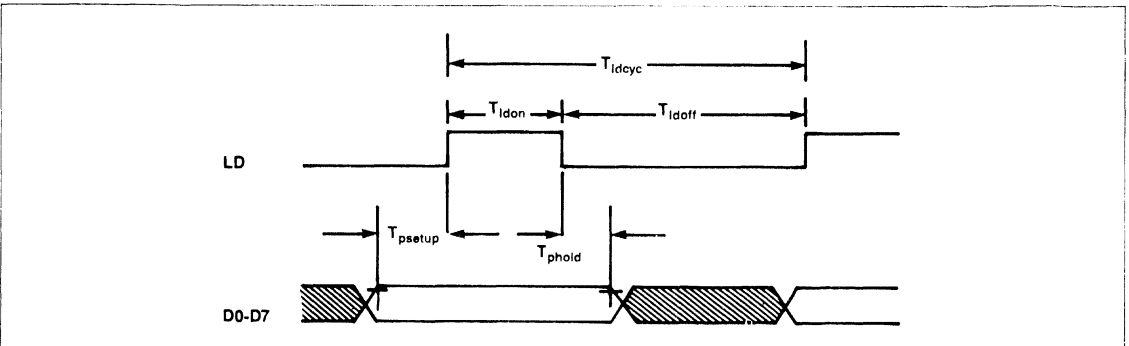 Tldcyc
Tldon
Tldoff
LD
Tpsetup
Tphold
D0-D7